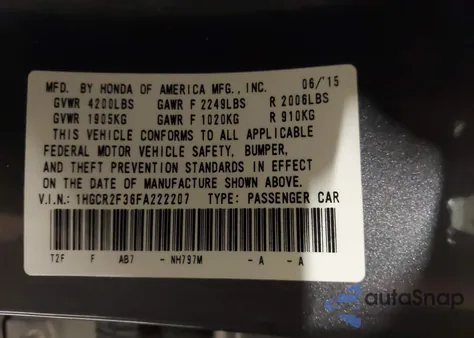 MFD. BY HONDA OF AMERICA MFG., INC. 06/'15
GVWR 4200LBS GAWR F 2249LBS R 2006LBS
GVWR 1905KG GAWR F 1020KG R 910KG
THIS VEHICLE CONFORMS TO ALL APPLICABLE
FEDERAL MOTOR VEHICLE SAFETY, BUMPER,
AND THEFT PREVENTION STANDARDS IN EFFECT
ON THE DATE OF MANUFACTURE SHOWN ABOVE.
V.I.N.: 1HGCR2F36FA222207 TYPE: PASSENGER CAR
T2F F AB7 - NH797M - A - A
autoSnap